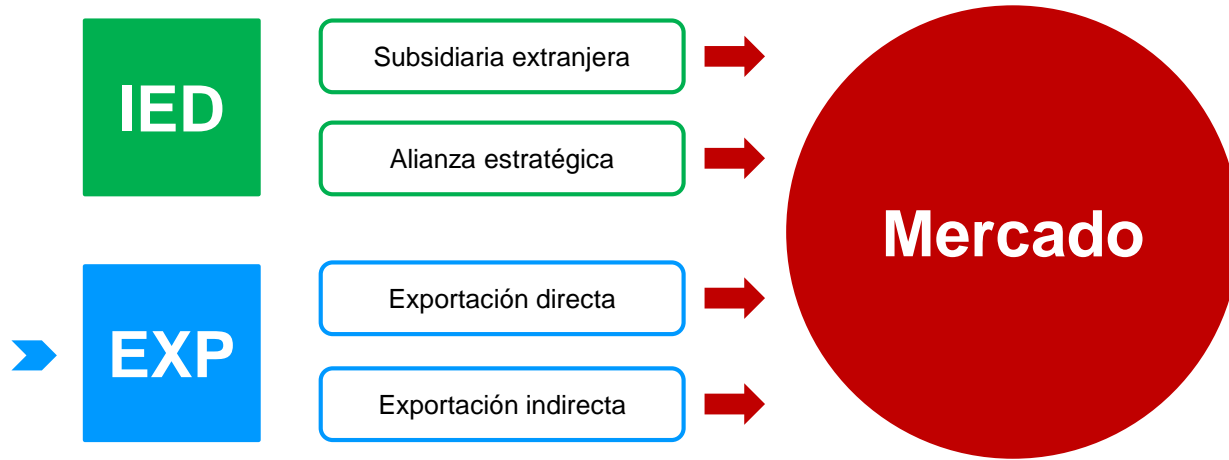 IED
Subsidiaria extranjera
Alianza estratégica
Mercado
EXP
Exportación directa
Exportación indirecta